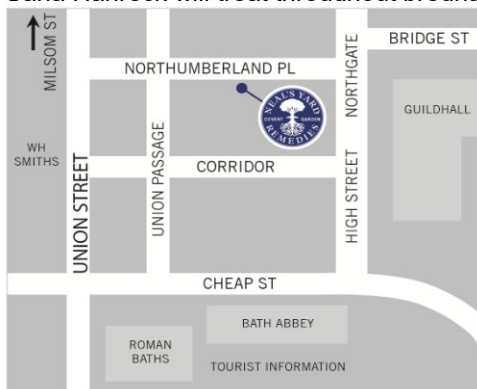 MILSOM ST
NORTHUMBERLAND PL
NORTHGATE
BRIDGE ST
NEAL'S YARD
COVENT GARDEN
REMEDIES
GUILDHALL
WH
SMITHS
UNION STREET
UNION PASSAGE
CORRIDOR
HIGH STREET
CHEAP ST
BATH ABBEY
ROMAN
BATHS
TOURIST INFORMATION